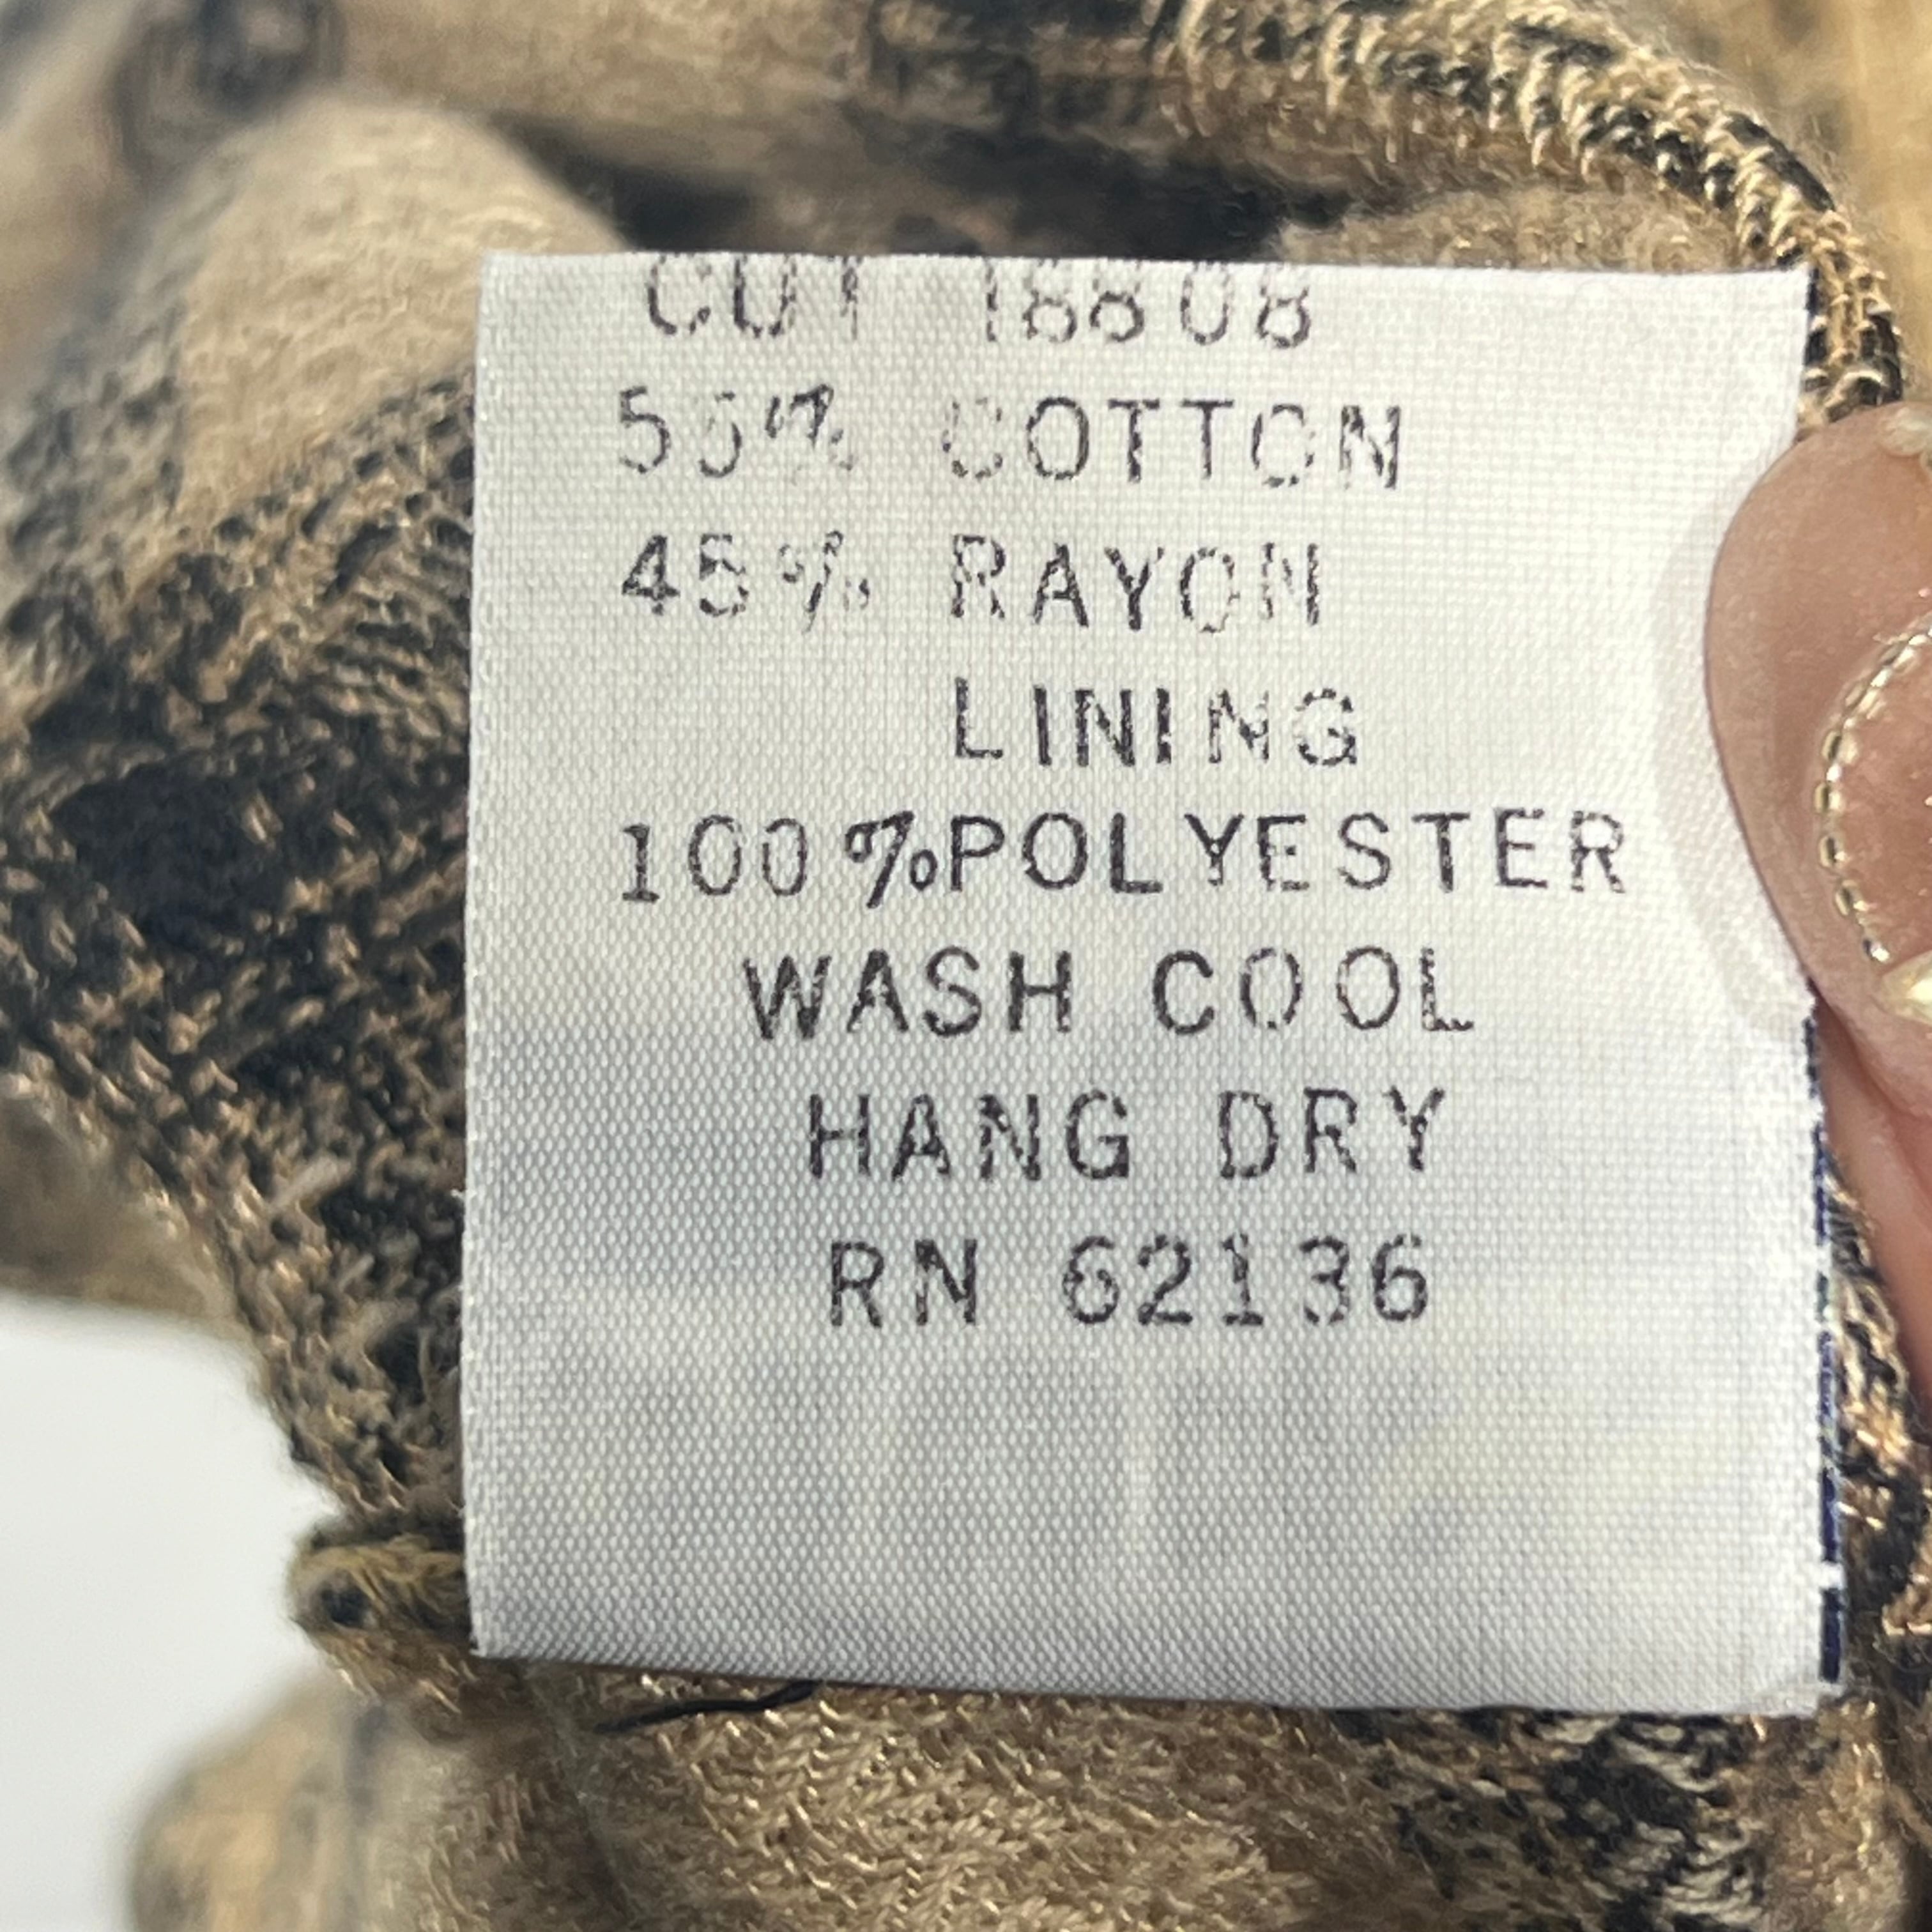 CUT 18808
55% COTTON
45% RAYON
LINING
100%POLYESTER
WASH COOL
HANG DRY
RN 62136